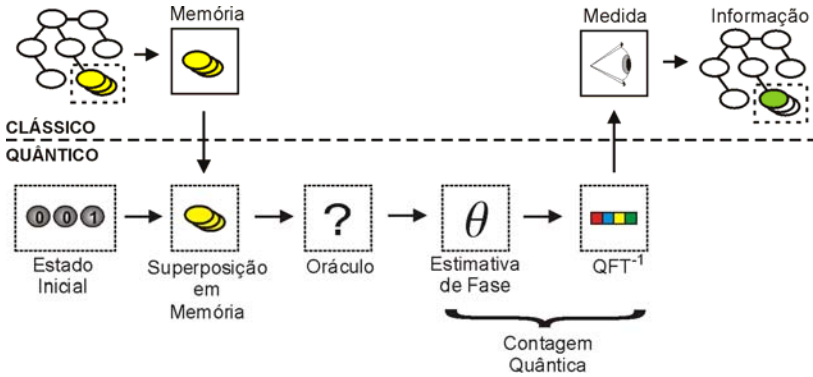 Memória
Medida
Informação
CLÁSSICO
QUÂNTICO
0 0 1
?
θ
Estado
Inicial
Superposição
em
Memória
Oráculo
Estimativa
de Fase
QFT⁻¹
Contagem
Quântica